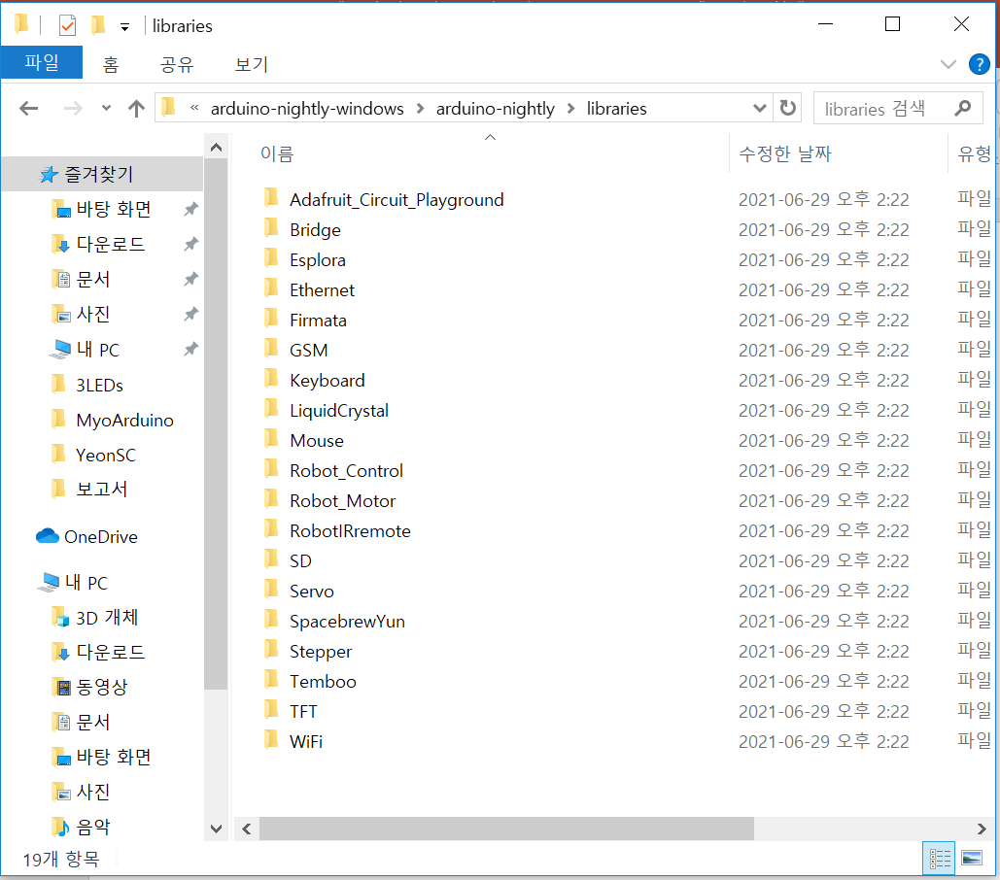 libraries
파일 홈 공유 보기
« arduino-nightly-windows > arduino-nightly > libraries
libraries 검색
즐겨찾기
바탕 화면
다운로드
문서
사진
내 PC
3LEDs
MyoArduino
YeonSC
보고서
OneDrive
내 PC
3D 개체
다운로드
동영상
문서
바탕 화면
사진
음악
이름 수정한 날짜 유형
Adafruit_Circuit_Playground 2021-06-29 오후 2:22 파일
Bridge 2021-06-29 오후 2:22 파일
Esplora 2021-06-29 오후 2:22 파일
Ethernet 2021-06-29 오후 2:22 파일
Firmata 2021-06-29 오후 2:22 파일
GSM 2021-06-29 오후 2:22 파일
Keyboard 2021-06-29 오후 2:22 파일
LiquidCrystal 2021-06-29 오후 2:22 파일
Mouse 2021-06-29 오후 2:22 파일
Robot_Control 2021-06-29 오후 2:22 파일
Robot_Motor 2021-06-29 오후 2:22 파일
RobotIRremote 2021-06-29 오후 2:22 파일
SD 2021-06-29 오후 2:22 파일
Servo 2021-06-29 오후 2:22 파일
SpacebrewYun 2021-06-29 오후 2:22 파일
Stepper 2021-06-29 오후 2:22 파일
Temboo 2021-06-29 오후 2:22 파일
TFT 2021-06-29 오후 2:22 파일
WiFi 2021-06-29 오후 2:22 파일
19개 항목